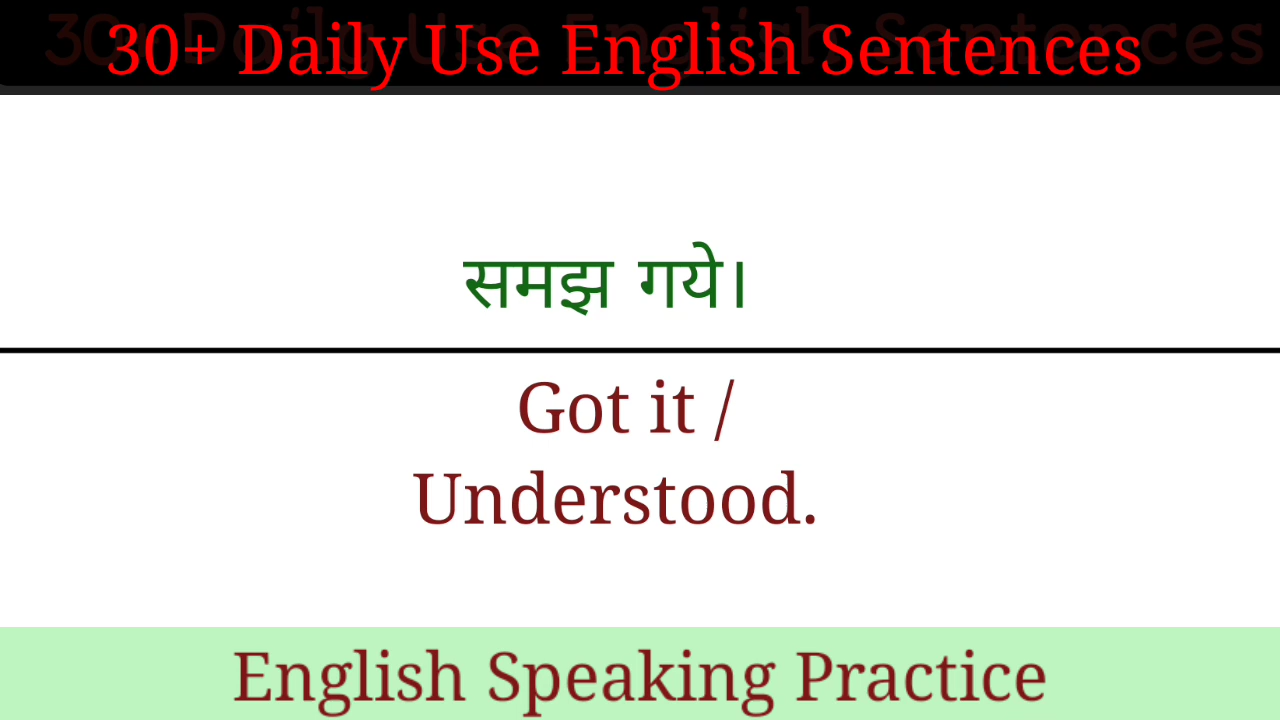 30+ Daily Use English Sentences
समझ गये।
Got it /
Understood.
English Speaking Practice